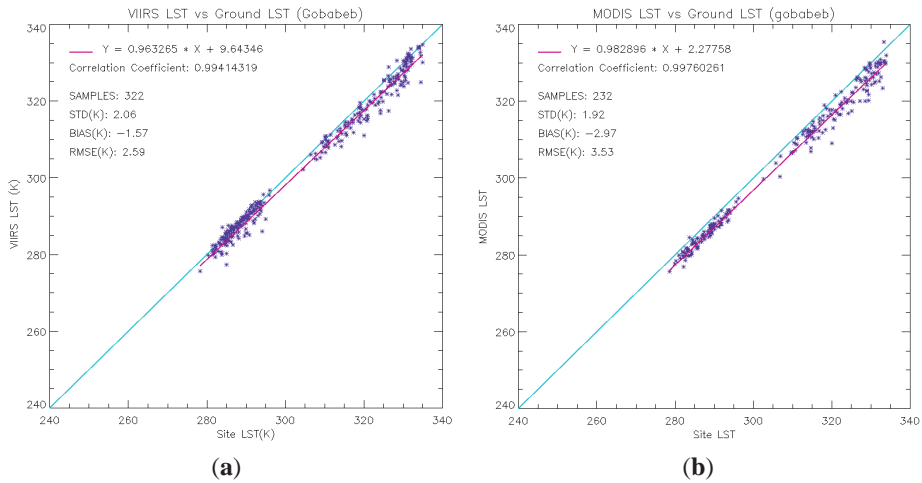 VIIRS LST vs Ground LST (Gobabeb)
Y = 0.963265 * X + 9.64346
Correlation Coefficient: 0.99414319
SAMPLES: 322
STD(K): 2.06
BIAS(K): −1.57
RMSE(K): 2.59
VIIRS LST (K)
340
320
300
280
260
240
240 260 280 300 320 340
Site LST(K)
(a)
MODIS LST vs Ground LST (gobabeb)
Y = 0.982896 * X + 2.27758
Correlation Coefficient: 0.99760261
SAMPLES: 232
STD(K): 1.92
BIAS(K): −2.97
RMSE(K): 3.53
MODIS LST
340
320
300
280
260
240
240 260 280 300 320 340
Site LST
(b)